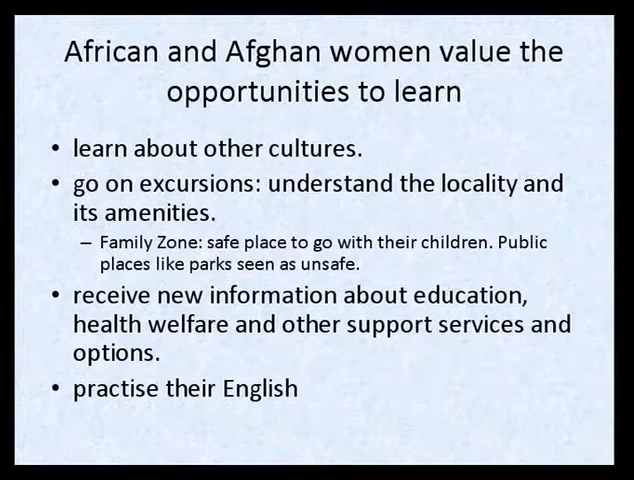 African and Afghan women value the
opportunities to learn
• learn about other cultures.
• go on excursions: understand the locality and
its amenities.
– Family Zone: safe place to go with their children. Public
places like parks seen as unsafe.
• receive new information about education,
health welfare and other support services and
options.
• practise their English